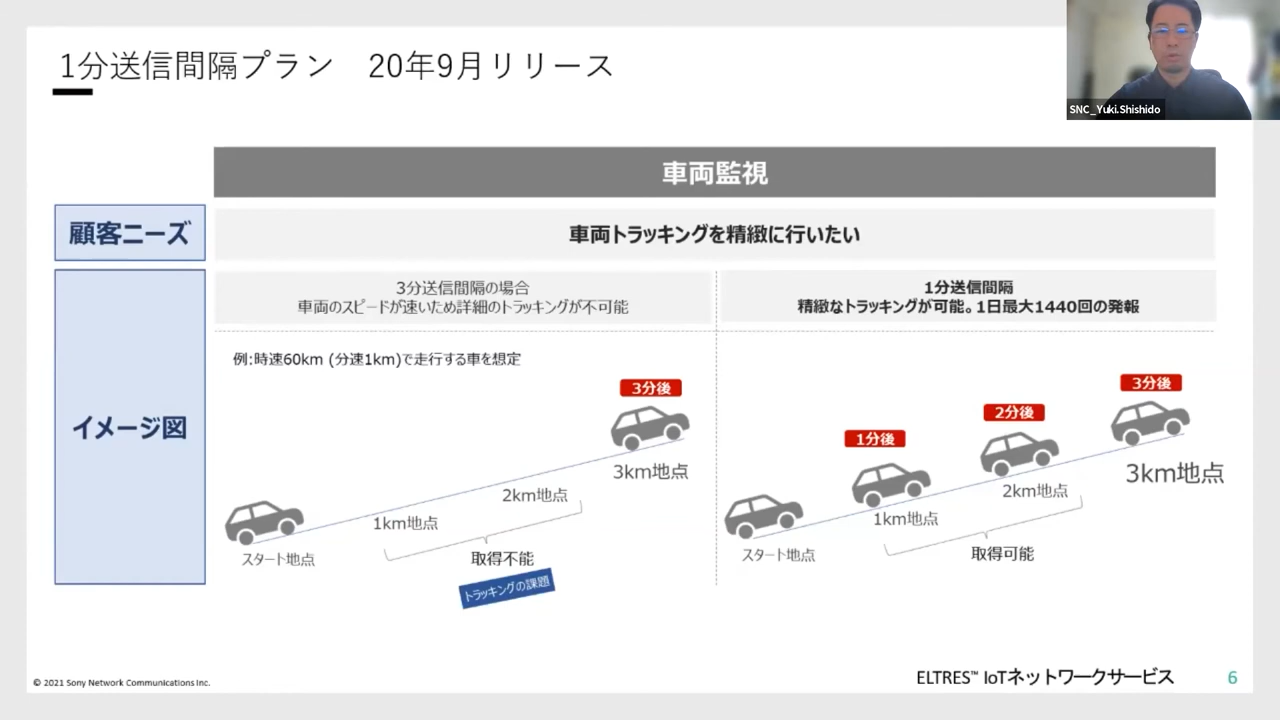 1分送信間隔プラン　20年9月リリース
SNC_Yuki.Shishido
車両監視
顧客ニーズ
車両トラッキングを精緻に行いたい
イメージ図
3分送信間隔の場合
車両のスピードが速いため詳細のトラッキングが不可能
例:時速60km (分速1km)で走行する車を想定
3分後
3km地点
2km地点
1km地点
スタート地点
取得不能
トラッキングの課題
1分送信間隔
精緻なトラッキングが可能。1日最大1440回の発報
3分後
2分後
1分後
3km地点
2km地点
1km地点
スタート地点
取得可能
© 2021 Sony Network Communications Inc.
ELTRES™ IoTネットワークサービス
6